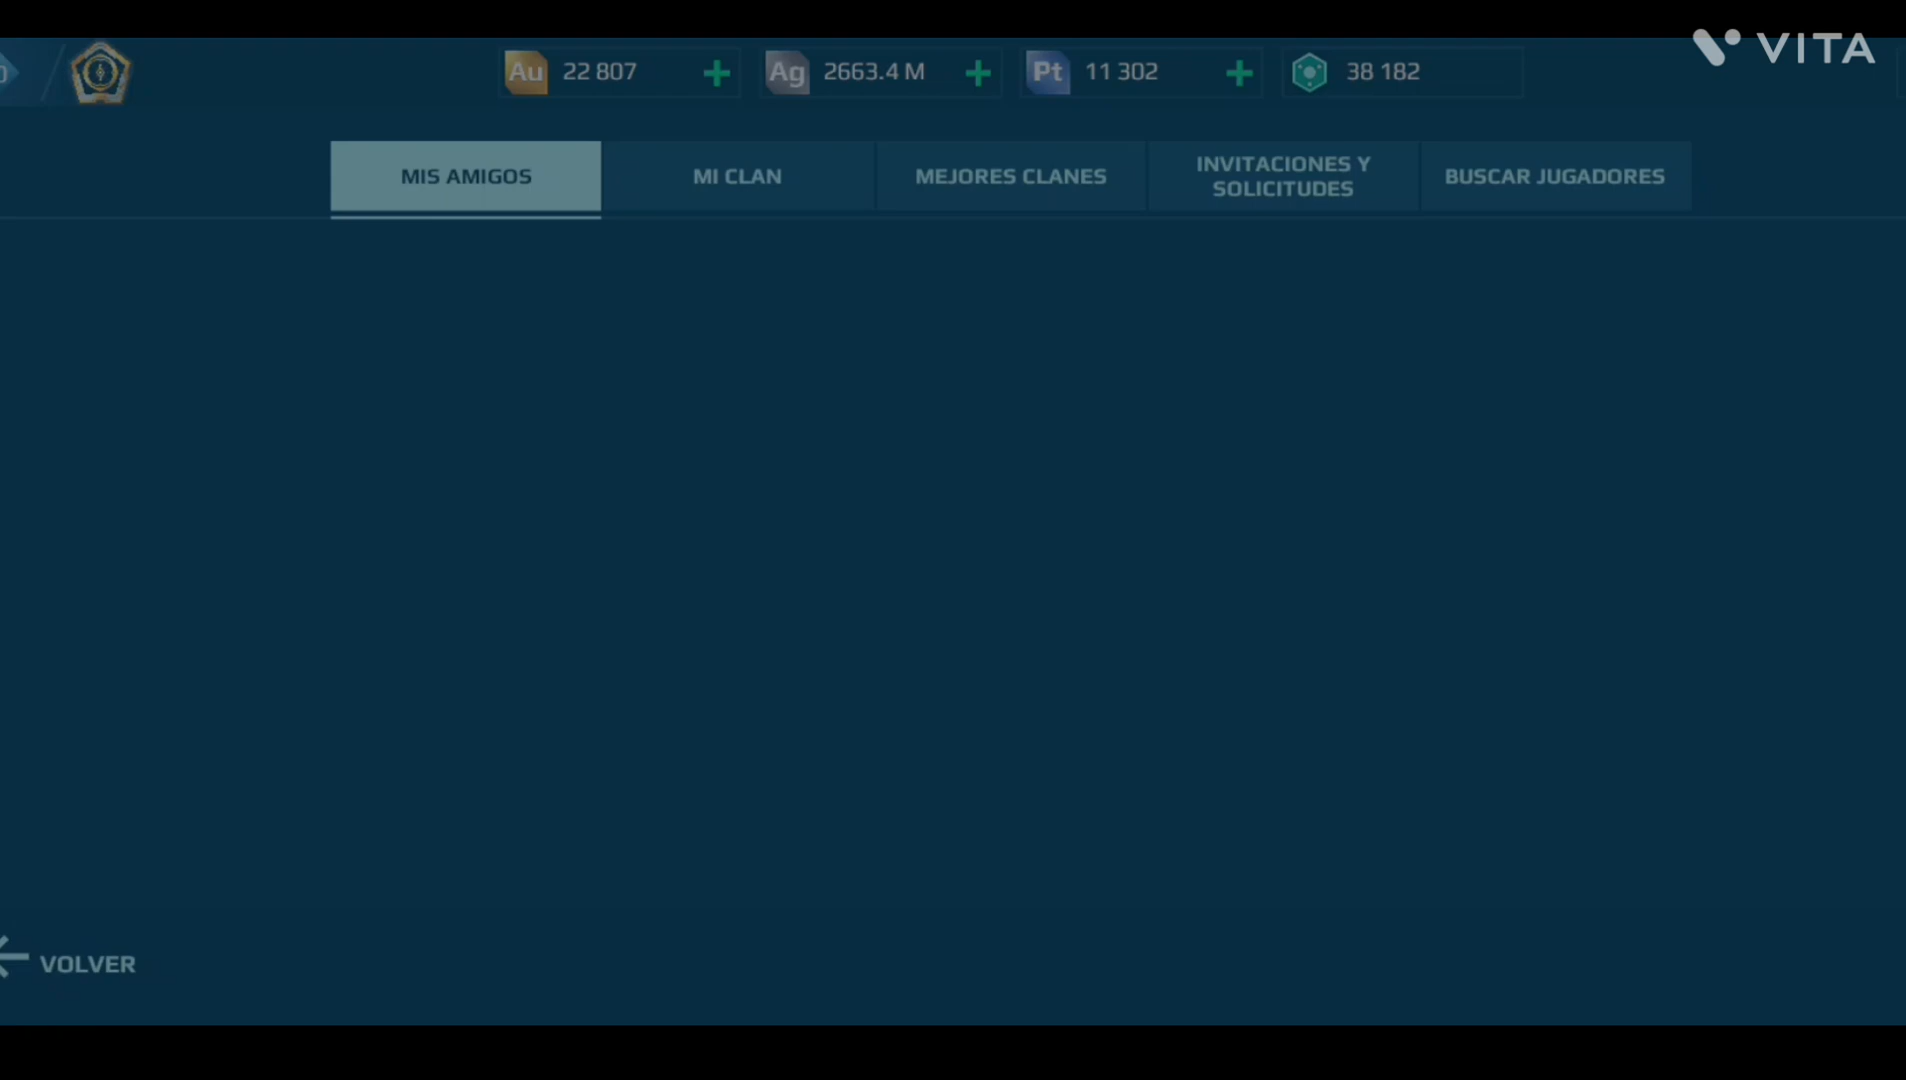 VITA
Au 22 807 + Ag 2663.4 M + Pt 11 302 + 38 182
MIS AMIGOS
MI CLAN
MEJORES CLANES
INVITACIONES Y
SOLICITUDES
BUSCAR JUGADORES
VOLVER